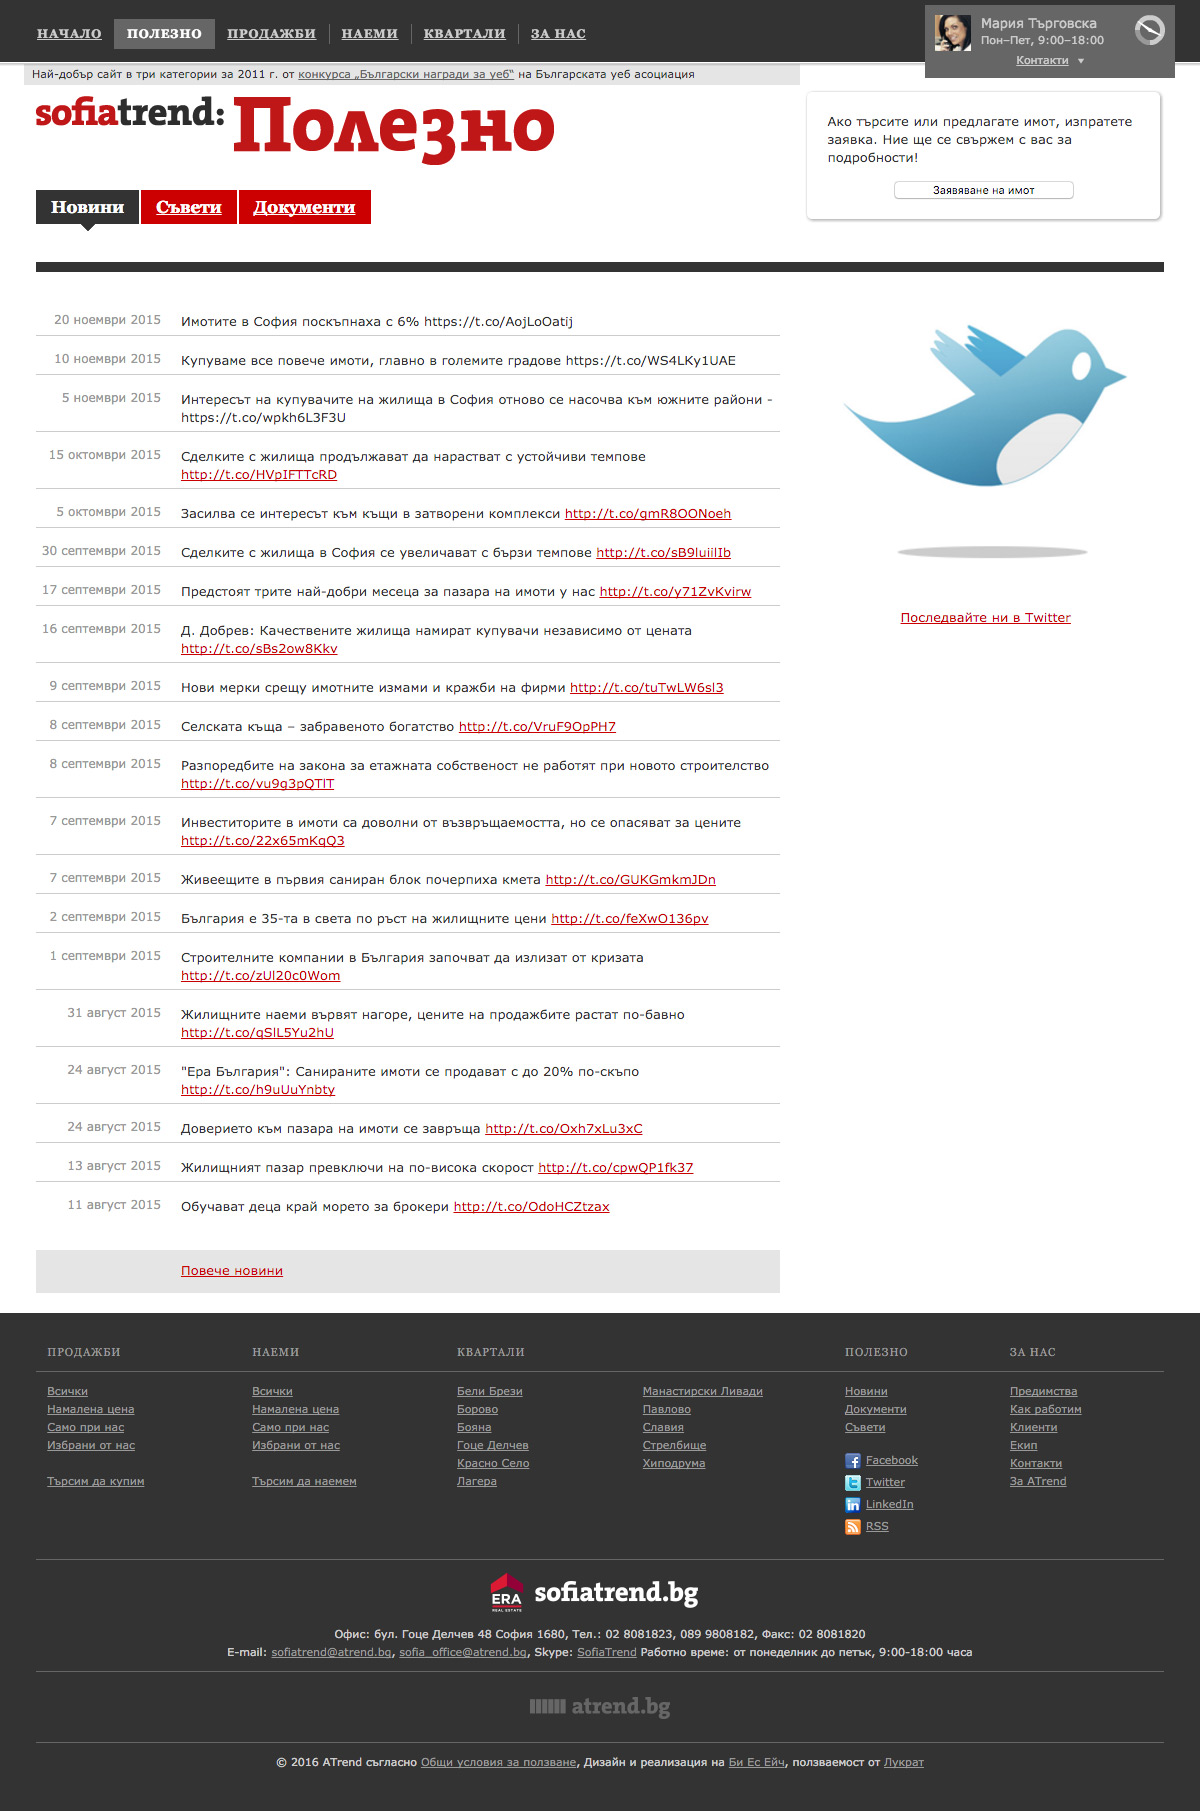 НАЧАЛО ПОЛЕЗНО ПРОДАЖБИ НАЕМИ КВАРТАЛИ ЗА НАС
Мария Търговска
Пон–Пет, 9:00–18:00
Контакти ▼
Най-добър сайт в три категории за 2011 г. от конкурса „Български награди за уеб“ на Българската уеб асоциация
sofiatrend: Полезно
Ако търсите или предлагате имот, изпратете
заявка. Ние ще се свържем с вас за
подробности!
Заявяване на имот
Новини Съвети Документи
20 ноември 2015 Имотите в София поскъпнаха с 6% https://t.co/AojLoOatij
10 ноември 2015 Купуваме все повече имоти, главно в големите градове https://t.co/WS4LKy1UAE
5 ноември 2015 Интересът на купувачите на жилища в София отново се насочва към южните райони -
https://t.co/wpkh6L3F3U
15 октомври 2015 Сделките с жилища продължават да нарастват с устойчиви темпове
http://t.co/HVpIFTTcRD
5 октомври 2015 Засилва се интересът към къщи в затворени комплекси http://t.co/gmR8OONoeh
30 септември 2015 Сделките с жилища в София се увеличават с бързи темпове http://t.co/sB9luiilIb
17 септември 2015 Предстоят трите най-добри месеца за пазара на имоти у нас http://t.co/y71ZvKvirw
16 септември 2015 Д. Добрев: Качествените жилища намират купувачи независимо от цената
http://t.co/sBs2ow8Kkv
9 септември 2015 Нови мерки срещу имотните измами и кражби на фирми http://t.co/tuTwLW6sl3
8 септември 2015 Селската къща – забравеното богатство http://t.co/VruF9OpPH7
8 септември 2015 Разпоредбите на закона за етажната собственост не работят при новото строителство
http://t.co/vu9g3pQTlT
7 септември 2015 Инвеститорите в имоти са доволни от възвръщаемостта, но се опасяват за цените
http://t.co/22x65mKqQ3
7 септември 2015 Живеещите в първия саниран блок почерпиха кмета http://t.co/GUKGmkmJDn
2 септември 2015 България е 35-та в света по ръст на жилищните цени http://t.co/feXwO136pv
1 септември 2015 Строителните компании в България започват да излизат от кризата
http://t.co/zUl20c0Wom
31 август 2015 Жилищните наеми вървят нагоре, цените на продажбите растат по-бавно
http://t.co/qSlL5Yu2hU
24 август 2015 "Ера България": Санираните имоти се продават с до 20% по-скъпо
http://t.co/h9uUuYnbty
24 август 2015 Доверието към пазара на имоти се завръща http://t.co/Oxh7xLu3xC
13 август 2015 Жилищният пазар превключи на по-висока скорост http://t.co/cpwQP1fk37
11 август 2015 Обучават деца край морето за брокери http://t.co/OdoHCZtzax
Последвайте ни в Twitter
Повече новини
ПРОДАЖБИ НАЕМИ КВАРТАЛИ ПОЛЕЗНО ЗА НАС
Всички Всички Бели Брези Манастирски Ливади Новини Предимства
Намалена цена Намалена цена Борово Павлово Документи Как работим
Само при нас Само при нас Бояна Славия Съвети Клиенти
Избрани от нас Избрани от нас Гоце Делчев Стрелбище Екип
Красно Село Хиподрума Facebook Контакти
Търсим да купим Търсим да наемем Лагера Twitter За ATrend
LinkedIn
RSS
ERA
REAL ESTATE
sofiatrend.bg
Офис: бул. Гоце Делчев 48 София 1680, Тел.: 02 8081823, 089 9808182, Факс: 02 8081820
E-mail: sofiatrend@atrend.bg, sofia_office@atrend.bg, Skype: SofiaTrend Работно време: от понеделник до петък, 9:00-18:00 часа
atrend.bg
© 2016 ATrend съгласно Общи условия за ползване, Дизайн и реализация на Би Ес Ейч, ползваемост от Лукрат